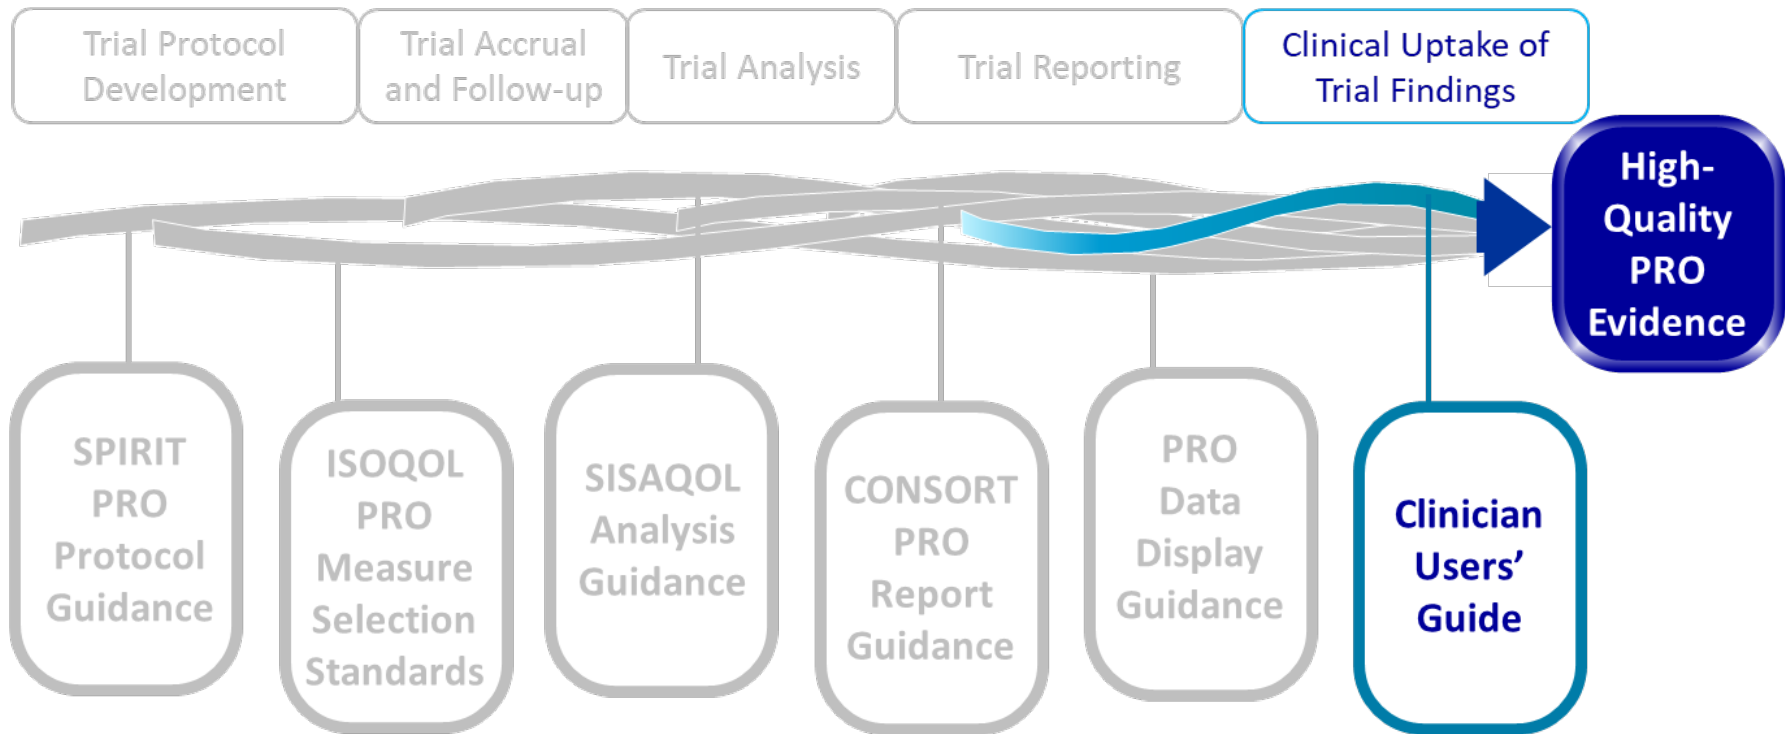 Trial Protocol
Development
Trial Accrual
and Follow-up
Trial Analysis
Trial Reporting
Clinical Uptake of
Trial Findings
High-
Quality
PRO
Evidence
SPIRIT
PRO
Protocol
Guidance
ISOQOL
PRO
Measure
Selection
Standards
SISAQOL
Analysis
Guidance
CONSORT
PRO
Report
Guidance
PRO
Data
Display
Guidance
Clinician
Users’
Guide